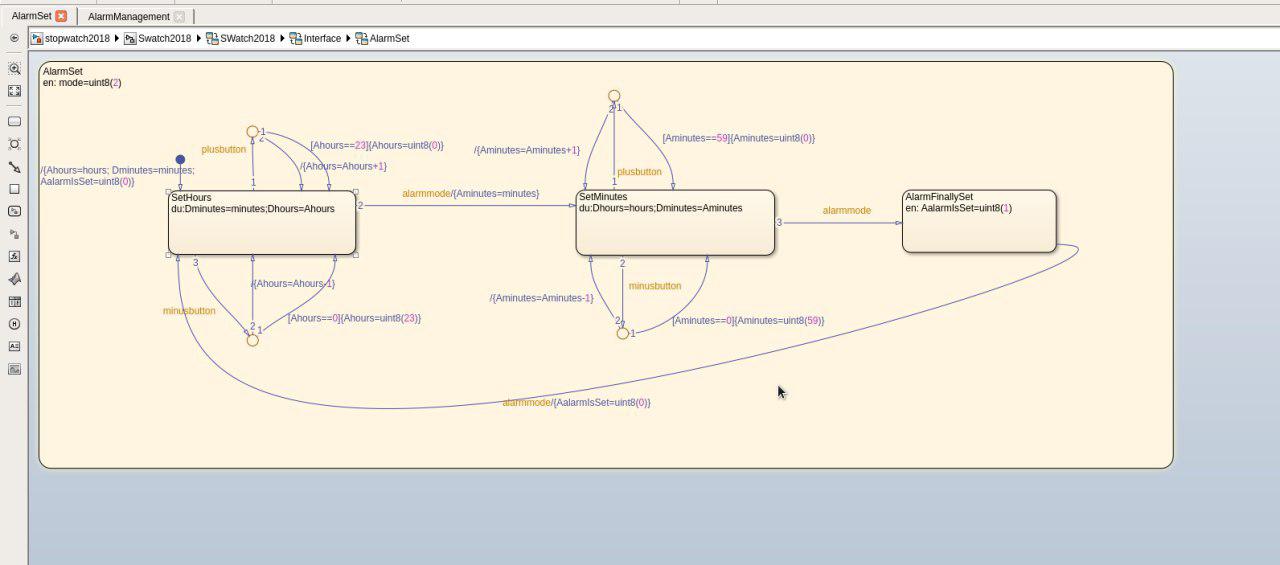 AlarmSet
AlarmManagement
stopwatch2018
Swatch2018
SWatch2018
Interface
AlarmSet
AlarmSet
en: mode=uint8(2)
/{Ahours=hours; Dminutes=minutes;
AalarmIsSet=uint8(0)}
plusbutton
1
2
1
[Ahours==23]{Ahours=uint8(0)}
/{Ahours=Ahours+1}
SetHours
du:Dminutes=minutes;Dhours=Ahours
2
alarmmode/{Aminutes=minutes}
3
minusbutton
/{Ahours=Ahours-1}
[Ahours==0]{Ahours=uint8(23)}
2
1
2
1
/{Aminutes=Aminutes+1}
plusbutton
1
[Aminutes==59]{Aminutes=uint8(0)}
SetMinutes
du:Dhours=hours;Dminutes=Aminutes
3
alarmmode
2
minusbutton
/{Aminutes=Aminutes-1}
[Aminutes==0]{Aminutes=uint8(59)}
2
1
AlarmFinallySet
en: AalarmIsSet=uint8(1)
alarmmode/{AalarmIsSet=uint8(0)}